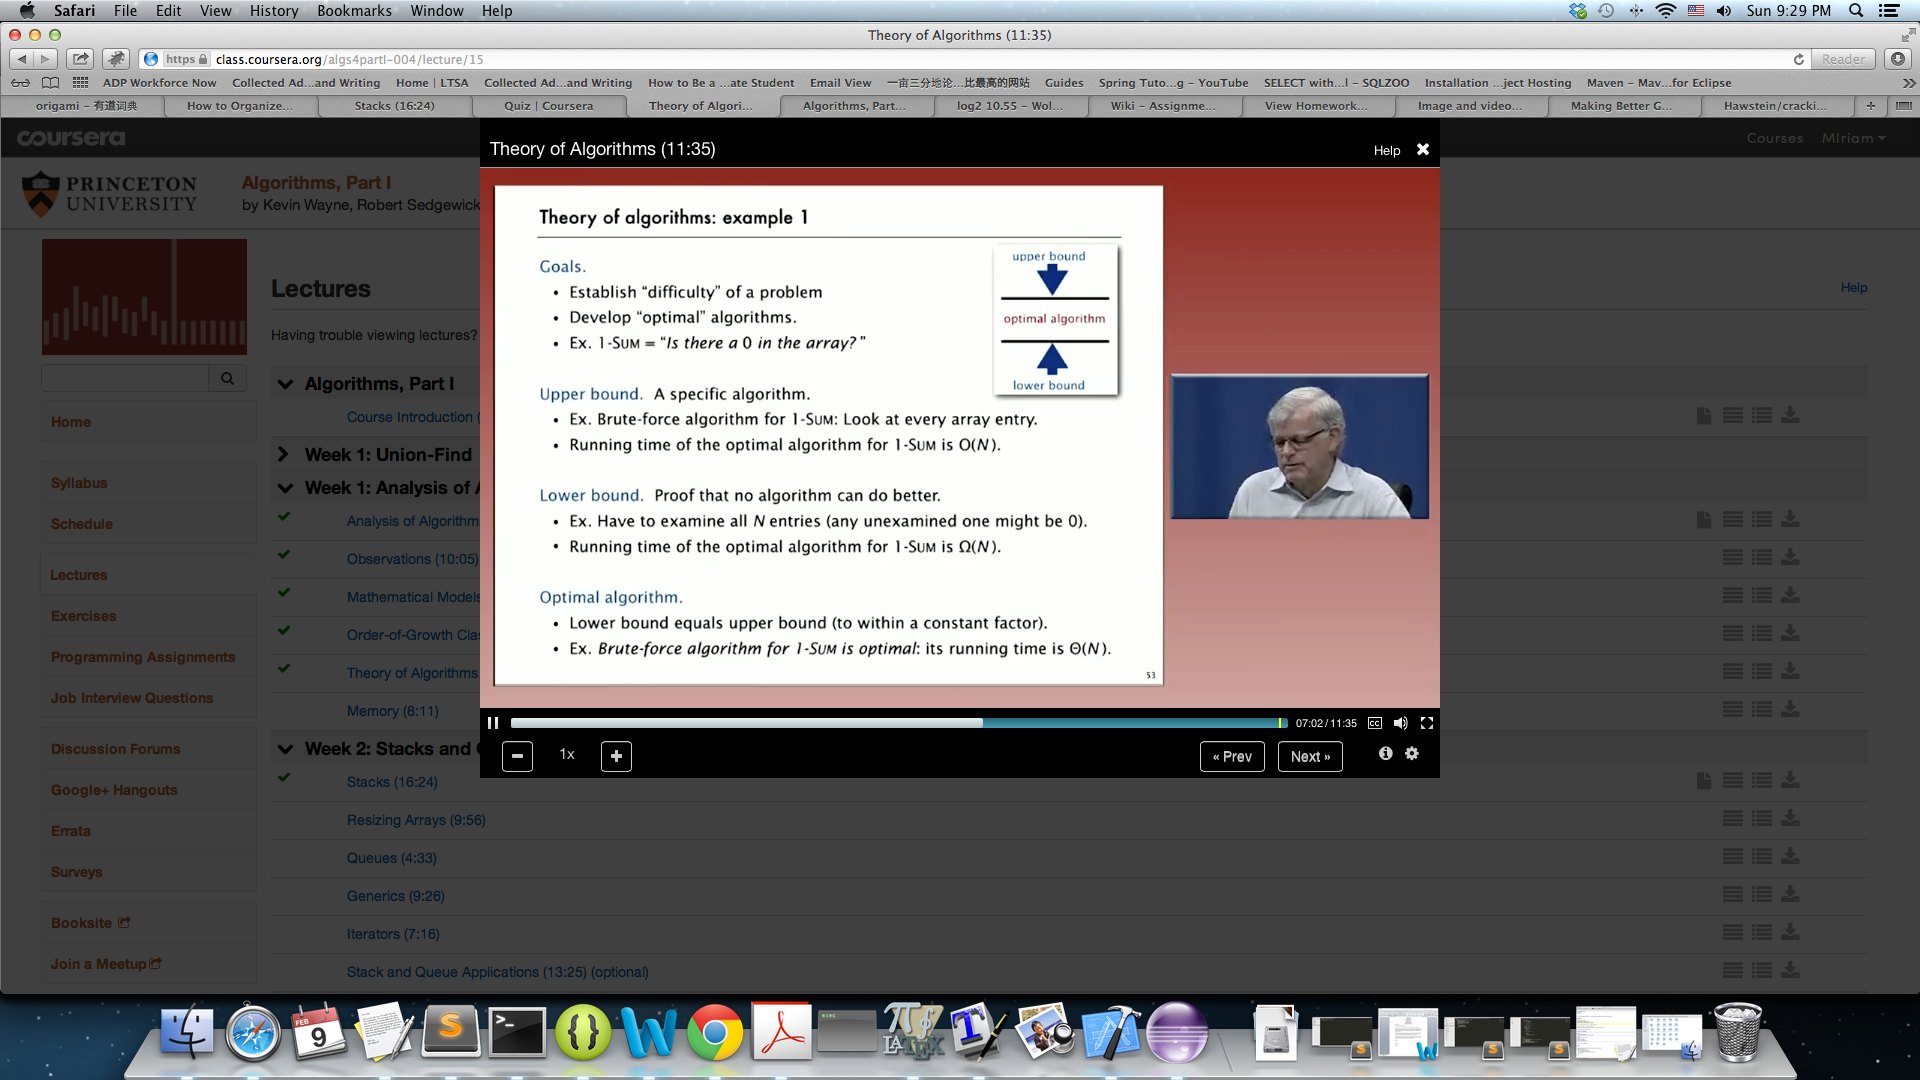 Safari File Edit View History Bookmarks Window Help
Sun 9:29 PM
Theory of Algorithms (11:35)
https class.coursera.org/algs4partI-004/lecture/15
Reader
ADP Workforce Now Collected Ad...and Writing Home | LTSA Collected Ad...and Writing How to Be a ...ate Student Email View 一亩三分地论...比最高的网站 Guides Spring Tuto...g – YouTube SELECT with...l – SQLZOO Installation ...ject Hosting Maven – Mav...for Eclipse
origami – 有道词典 How to Organize... Stacks (16:24) Quiz | Coursera Theory of Algori... Algorithms, Part... log2 10.55 – Wol... Wiki – Assignme... View Homework... Image and video... Making Better G... Hawstein/cracki...
coursera
Courses MIriam
Theory of Algorithms (11:35)
Help
PRINCETON
UNIVERSITY
Algorithms, Part I
by Kevin Wayne, Robert Sedgewick
Lectures
Help
Having trouble viewing lectures?
Algorithms, Part I
Course Introduction (
Week 1: Union-Find
Week 1: Analysis of A
Analysis of Algorithm
Observations (10:05)
Mathematical Models
Order-of-Growth Clas
Theory of Algorithms
Memory (8:11)
Week 2: Stacks and
Stacks (16:24)
Resizing Arrays (9:56)
Queues (4:33)
Generics (9:26)
Iterators (7:16)
Stack and Queue Applications (13:25) (optional)
Home
Syllabus
Schedule
Lectures
Exercises
Programming Assignments
Job Interview Questions
Discussion Forums
Google+ Hangouts
Errata
Surveys
Booksite
Join a Meetup
Theory of algorithms: example 1
Goals.
• Establish “difficulty” of a problem
• Develop “optimal” algorithms.
• Ex. 1-SUM = “Is there a 0 in the array? ”
upper bound
optimal algorithm
lower bound
Upper bound. A specific algorithm.
• Ex. Brute-force algorithm for 1-SUM: Look at every array entry.
• Running time of the optimal algorithm for 1-SUM is O(N).
Lower bound. Proof that no algorithm can do better.
• Ex. Have to examine all N entries (any unexamined one might be 0).
• Running time of the optimal algorithm for 1-SUM is Ω(N).
Optimal algorithm.
• Lower bound equals upper bound (to within a constant factor).
• Ex. Brute-force algorithm for 1-SUM is optimal: its running time is Θ(N).
53
07:02/11:35 CC
1x
« Prev Next »
FEB
9